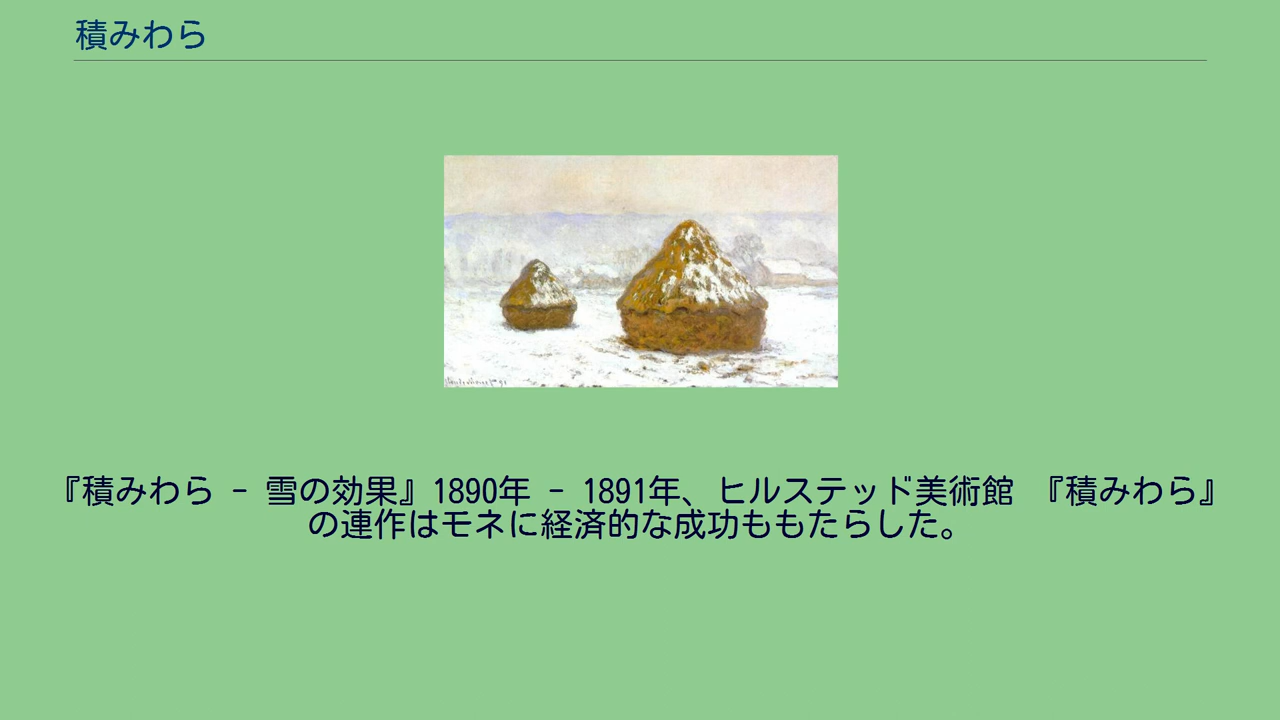 積みわら
『積みわら - 雪の効果』1890年 - 1891年、ヒルステッド美術館 『積みわら』
の連作はモネに経済的な成功ももたらした。